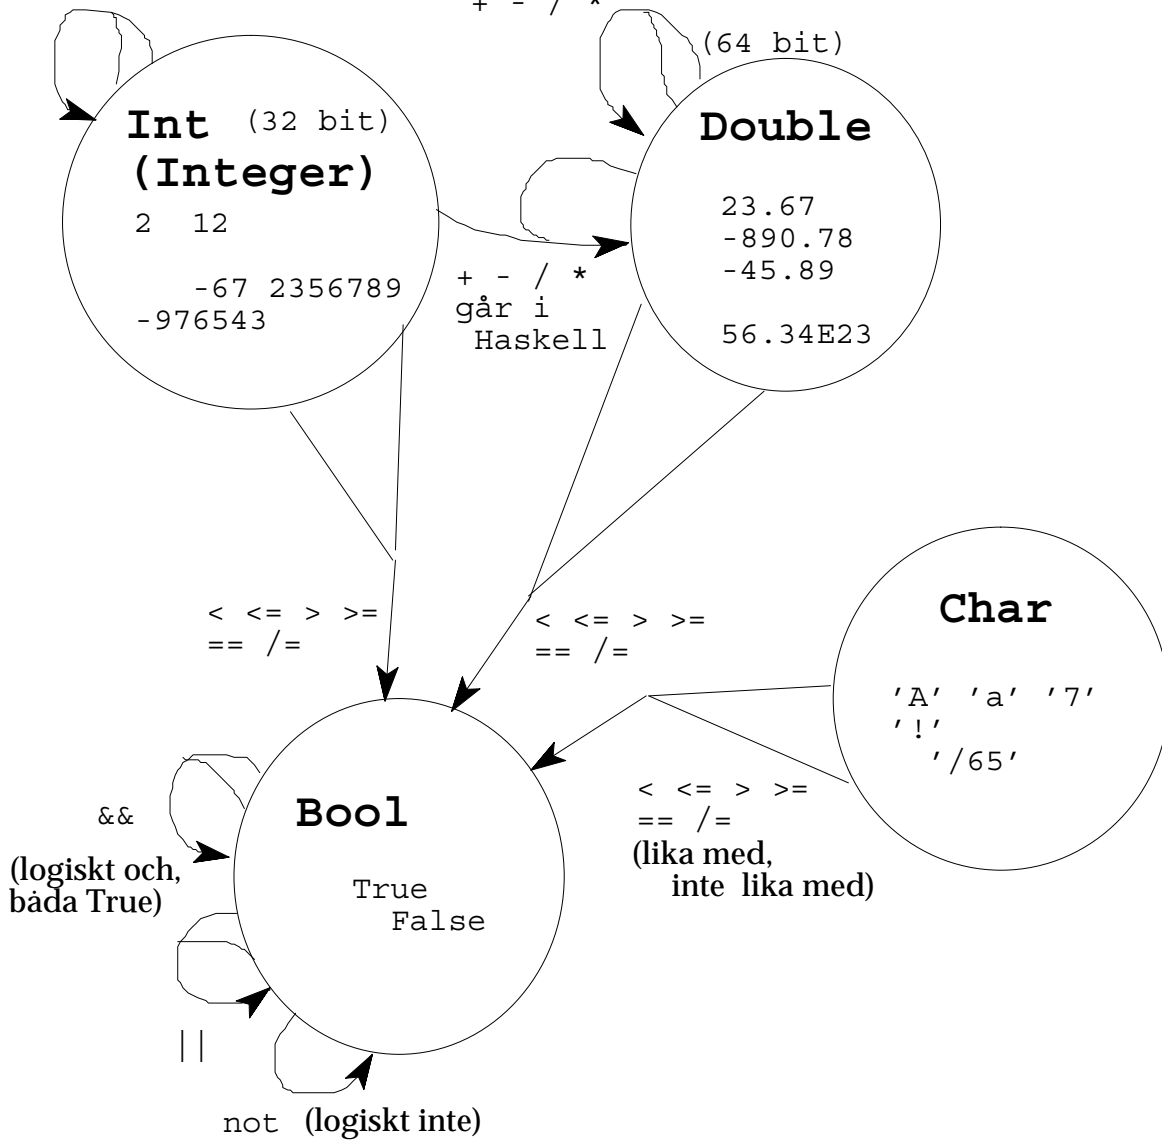 + - / *
(64 bit)
Int (32 bit)
(Integer)
2 12
-67 2356789
-976543
Double
23.67
-890.78
-45.89
56.34E23
+ - / *
går i
Haskell
< <= > >=
== /=
< <= > >=
== /=
Char
'A' 'a' '7'
'!'
'/65'
< <= > >=
== /=
(lika med,
inte lika med)
Bool
True
False
&&
(logiskt och,
båda True)
||
not (logiskt inte)